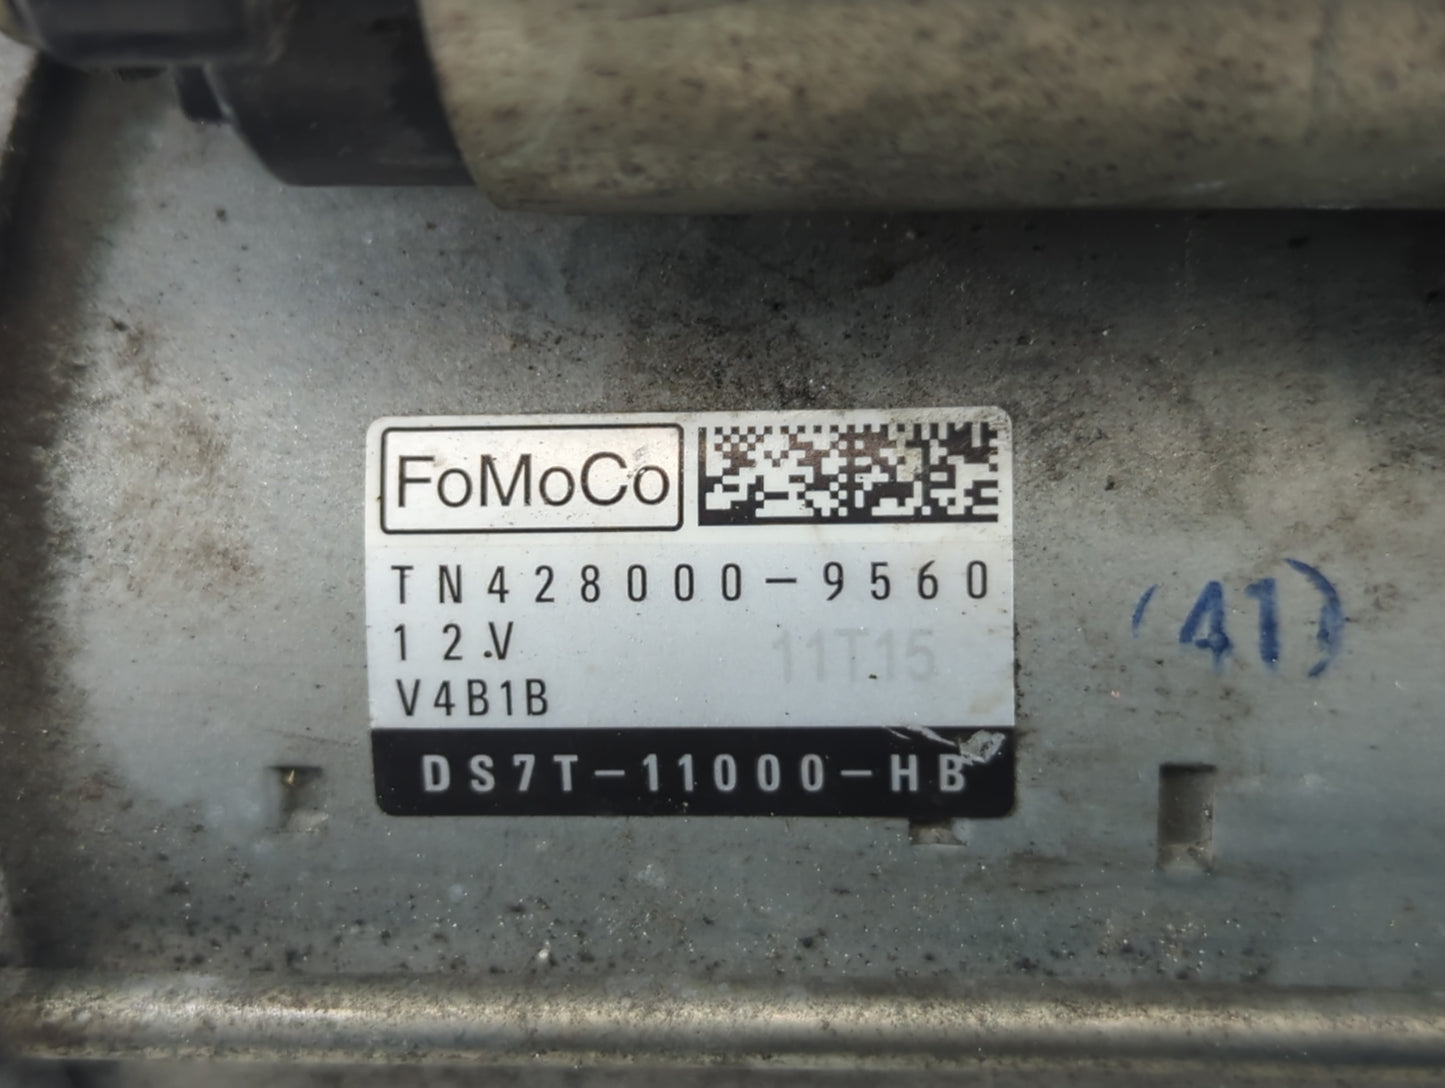 FoMoCo
TN428000-9560
12V
11T15
V4B1B
DS7T-11000-HB
(41)